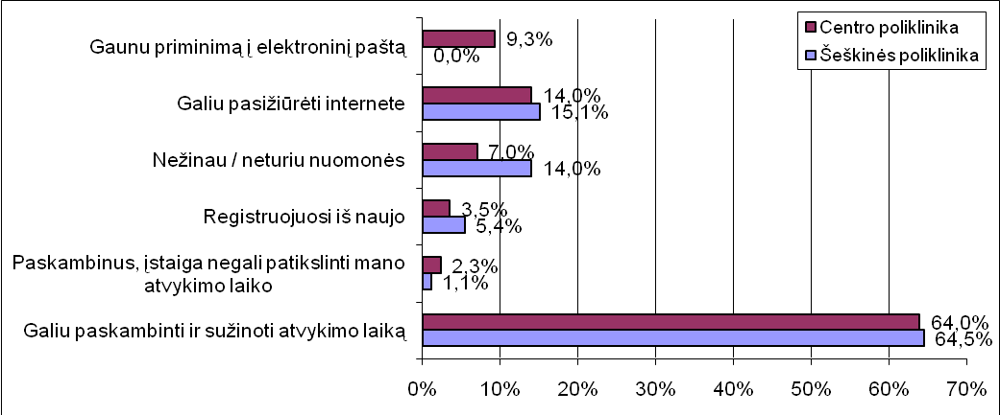 Centro poliklinika
Šeškinės poliklinika
Gaunu priminimą į elektroninį paštą
9,3%
0,0%
Galiu pasižiūrėti internete
14,0%
15,1%
Nežinau / neturiu nuomonės
7,0%
14,0%
Registruojuosi iš naujo
3,5%
5,4%
Paskambinus, įstaiga negali patikslinti mano
atvykimo laiko
2,3%
1,1%
Galiu paskambinti ir sužinoti atvykimo laiką
64,0%
64,5%
0% 10% 20% 30% 40% 50% 60% 70%